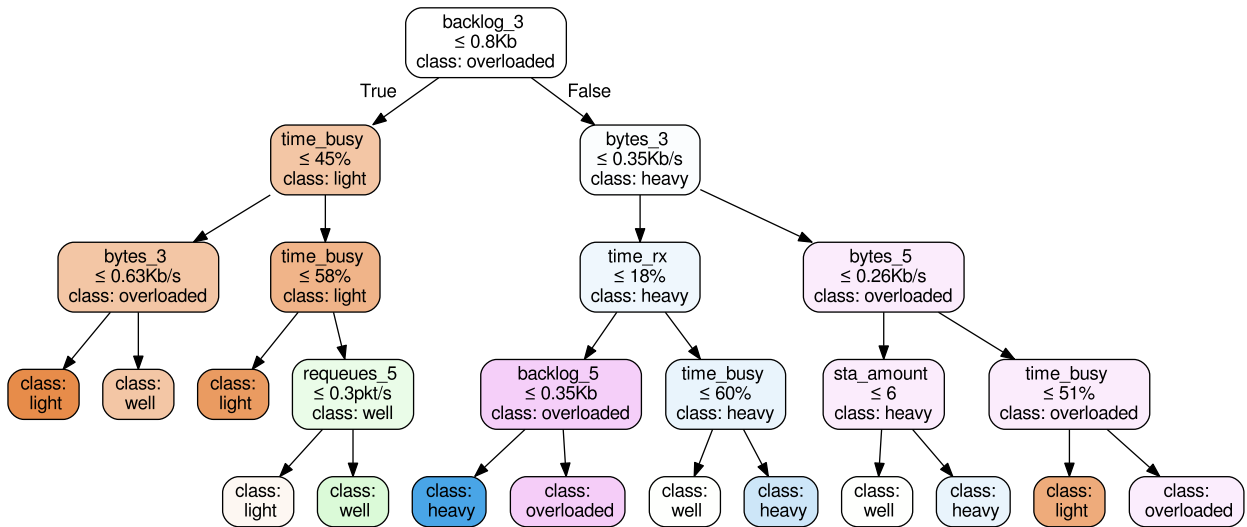 backlog_3
≤ 0.8Kb
class: overloaded
True
False
time_busy
≤ 45%
class: light
bytes_3
≤ 0.35Kb/s
class: heavy
bytes_3
≤ 0.63Kb/s
class: overloaded
time_busy
≤ 58%
class: light
time_rx
≤ 18%
class: heavy
bytes_5
≤ 0.26Kb/s
class: overloaded
class:
light
class:
well
class:
light
requeues_5
≤ 0.3pkt/s
class: well
backlog_5
≤ 0.35Kb
class: overloaded
time_busy
≤ 60%
class: heavy
sta_amount
≤ 6
class: heavy
time_busy
≤ 51%
class: overloaded
class:
light
class:
well
class:
heavy
class:
overloaded
class:
well
class:
heavy
class:
well
class:
heavy
class:
light
class:
overloaded